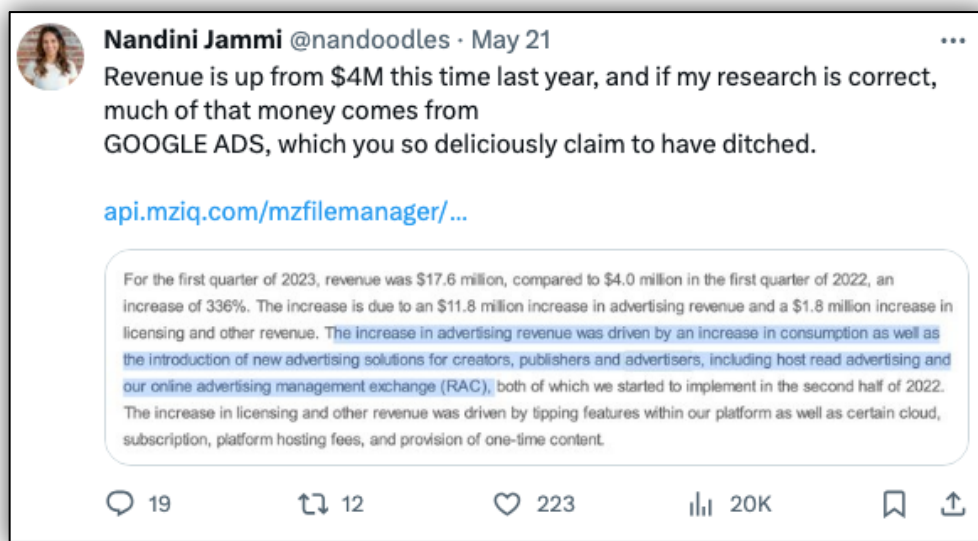 Nandini Jammi @nandoodles · May 21
Revenue is up from $4M this time last year, and if my research is correct,
much of that money comes from
GOOGLE ADS, which you so deliciously claim to have ditched.
api.mziq.com/mzfilemanager/...
For the first quarter of 2023, revenue was $17.6 million, compared to $4.0 million in the first quarter of 2022, an
increase of 336%. The increase is due to an $11.8 million increase in advertising revenue and a $1.8 million increase in
licensing and other revenue. The increase in advertising revenue was driven by an increase in consumption as well as
the introduction of new advertising solutions for creators, publishers and advertisers, including host read advertising and
our online advertising management exchange (RAC), both of which we started to implement in the second half of 2022.
The increase in licensing and other revenue was driven by tipping features within our platform as well as certain cloud,
subscription, platform hosting fees, and provision of one-time content.
19 12 223 20K